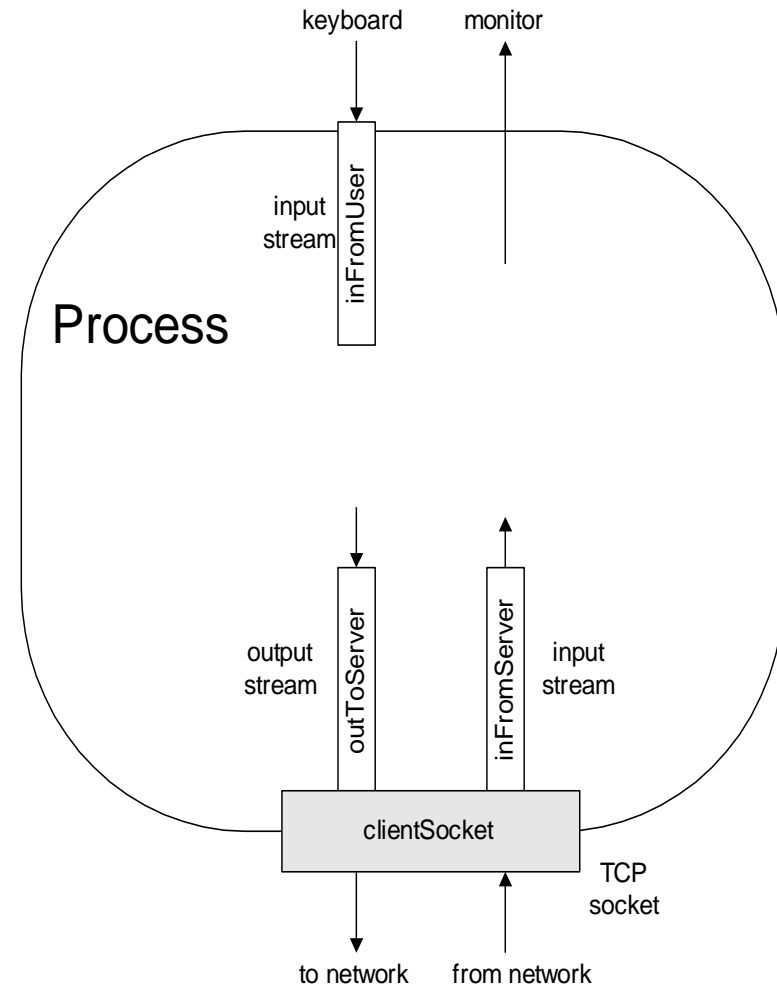 keyboard
monitor
input
stream
inFromUser
Process
output
stream
outToServer
inFromServer
input
stream
clientSocket
TCP
socket
to network
from network